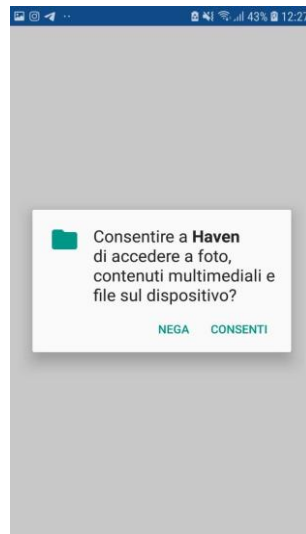 43% 12:27
Consentire a Haven
di accedere a foto,
contenuti multimediali e
file sul dispositivo?
NEGA CONSENTI